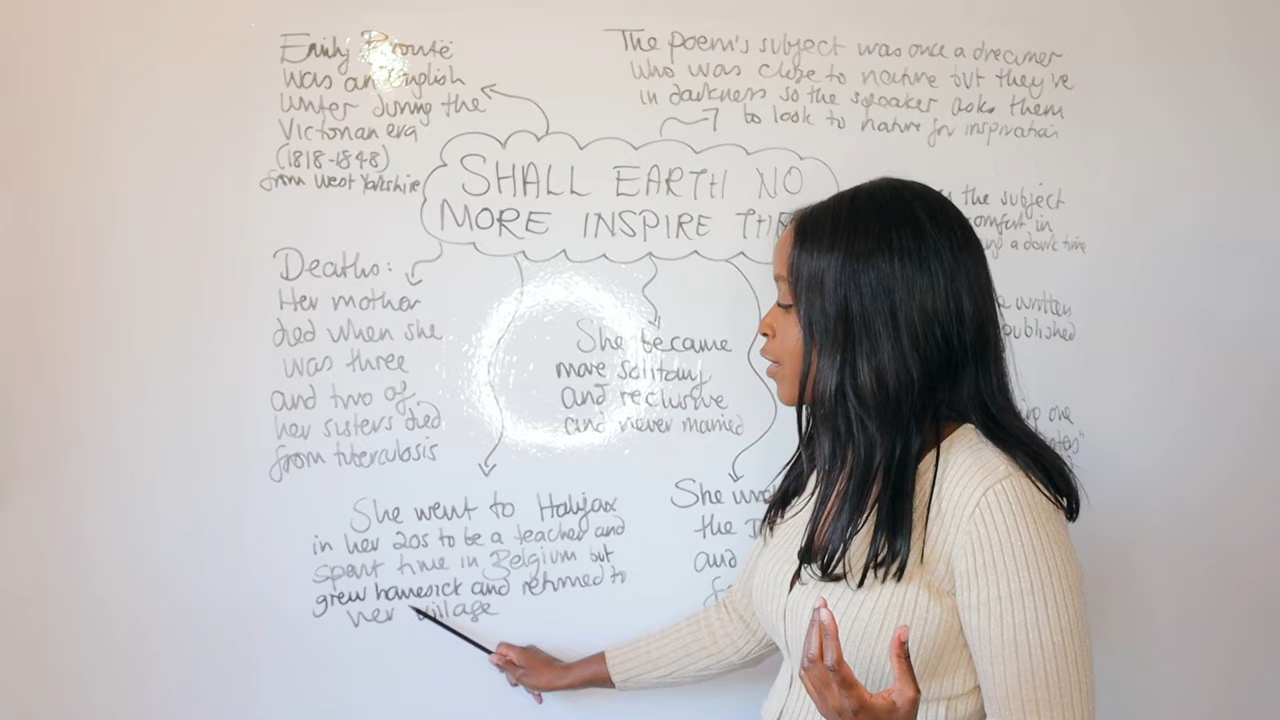 Emily Brontë
was an English
writer during the
Victorian era
(1818-1848)
from West Yorkshire
The poem's subject was once a dreamer
who was close to nature but they're
in darkness so the speaker asks them
to look to nature for inspiration
SHALL EARTH NO
MORE INSPIRE
the subject
comfort in
a dark time
written
published
one
Deaths:
Her mother
died when she
was three
and two of
her sisters died
from tuberculosis
She became
more solitary
and reclusive
and never married
She went to Halifax
in her 20s to be a teacher and
spent time in Belgium but
grew homesick and returned to
her village
She
the
and